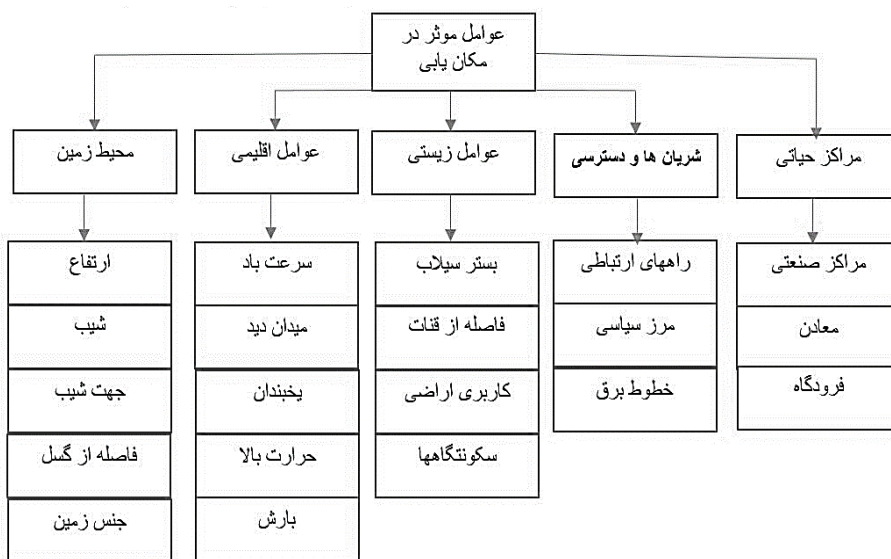 عوامل موثر در
مکان یابی
مراکز حیاتی
شریان ها و دسترسی
عوامل زیستی
عوامل اقلیمی
محیط زمین
مراکز صنعتی
معادن
فرودگاه
راههای ارتباطی
مرز سیاسی
خطوط برق
بستر سیلاب
فاصله از قنات
کاربری اراضی
سکونتگاهها
سرعت باد
میدان دید
یخبندان
حرارت بالا
بارش
ارتفاع
شیب
جهت شیب
فاصله از گسل
جنس زمین